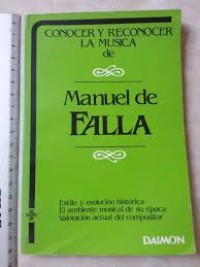 CONOCER Y RECONOCER
LA MUSICA
de
Manuel de
FALLA
Estilo y evolución histórica
El ambiente musical de su época
Valoración actual del compositor
DAIMON